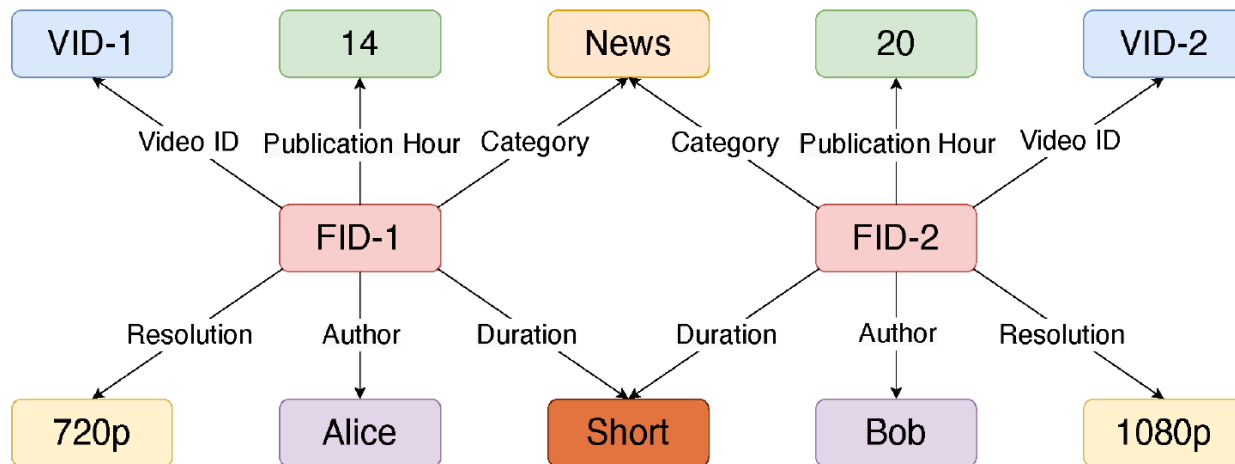 VID-1
14
News
20
VID-2
Video ID
Publication Hour
Category
Category
Publication Hour
Video ID
FID-1
FID-2
Resolution
Author
Duration
Duration
Author
Resolution
720p
Alice
Short
Bob
1080p